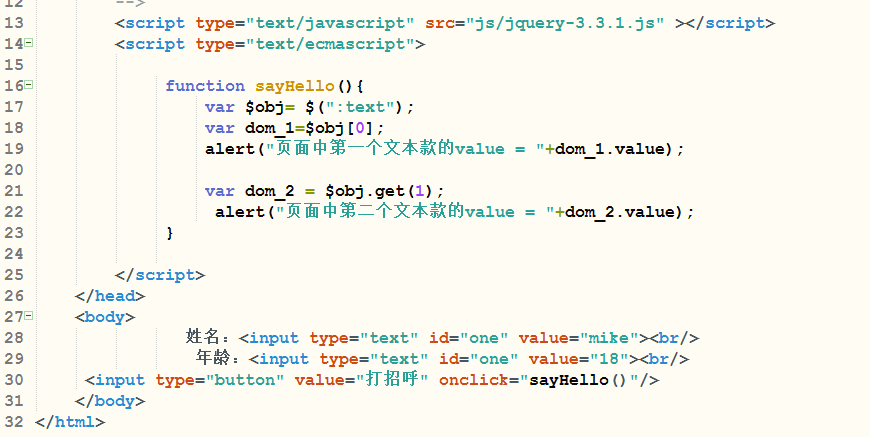 12 -->
13 <script type="text/javascript" src="js/jquery-3.3.1.js" ></script>
14 <script type="text/ecmascript">
15
16 function sayHello(){
17 var $obj= $(":text");
18 var dom_1=$obj[0];
19 alert("页面中第一个文本款的value = "+dom_1.value);
20
21 var dom_2 = $obj.get(1);
22 alert("页面中第二个文本款的value = "+dom_2.value);
23 }
24
25 </script>
26 </head>
27 <body>
28 姓名：<input type="text" id="one" value="mike"><br/>
29 年龄：<input type="text" id="one" value="18"><br/>
30 <input type="button" value="打招呼" onclick="sayHello()"/>
31 </body>
32 </html>